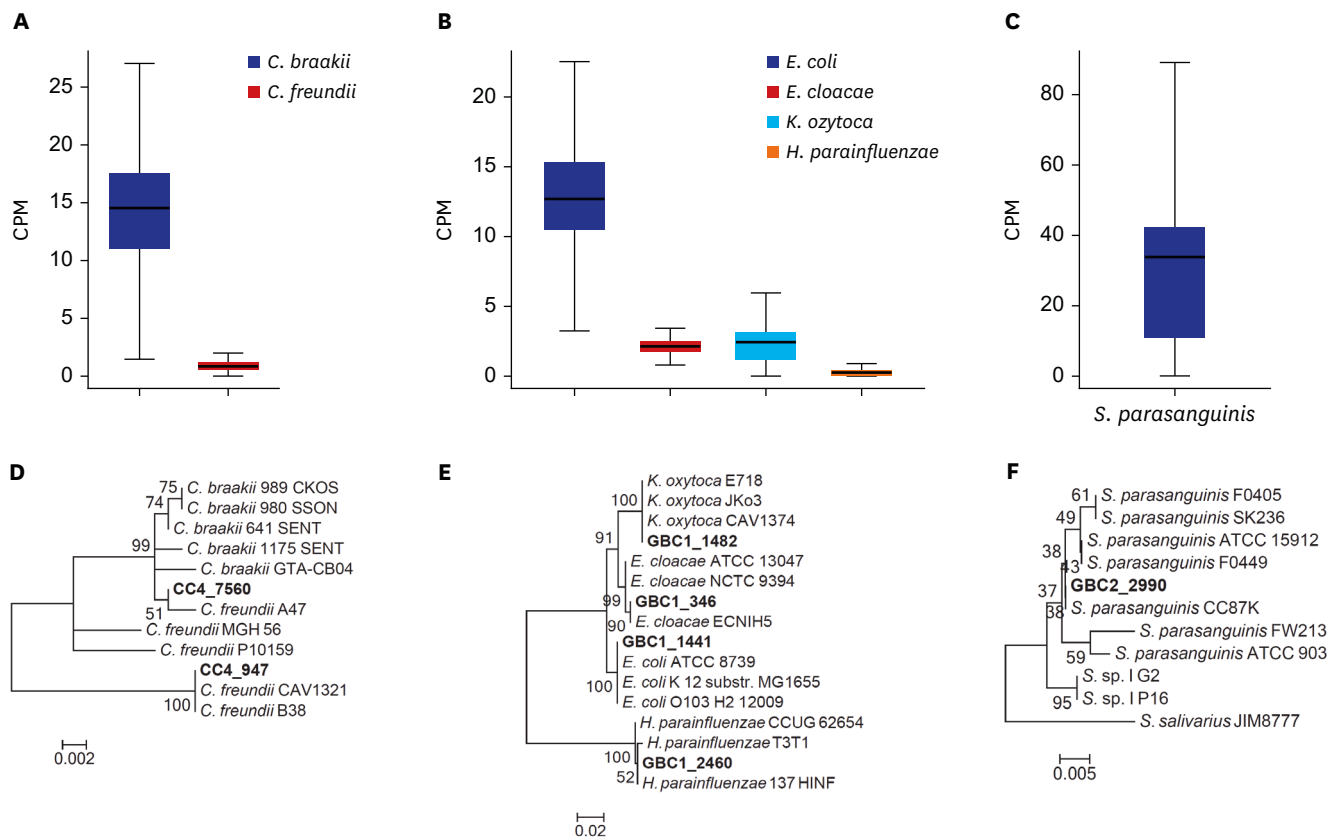 A
CPM
25
20
15
10
5
0
C. braakii
C. freundii
B
CPM
20
15
10
5
0
E. coli
E. cloacae
K. ozytoca
H. parainfluenzae
C
CPM
80
60
40
20
0
S. parasanguinis
D
75
74
99
51
100
C. braakii 989 CKOS
C. braakii 980 SSON
C. braakii 641 SENT
C. braakii 1175 SENT
C. braakii GTA-CB04
CC4_7560
C. freundii A47
C. freundii MGH 56
C. freundii P10159
CC4_947
C. freundii CAV1321
C. freundii B38
0.002
E
100
91
99
90
100
100
52
K. oxytoca E718
K. oxytoca JKo3
K. oxytoca CAV1374
GBC1_1482
E. cloacae ATCC 13047
E. cloacae NCTC 9394
GBC1_346
E. cloacae ECNIH5
GBC1_1441
E. coli ATCC 8739
E. coli K 12 substr. MG1655
E. coli O103 H2 12009
H. parainfluenzae CCUG 62654
H. parainfluenzae T3T1
GBC1_2460
H. parainfluenzae 137 HINF
0.02
F
61
49
38
43
37
38
59
95
S. parasanguinis F0405
S. parasanguinis SK236
S. parasanguinis ATCC 15912
S. parasanguinis F0449
GBC2_2990
S. parasanguinis CC87K
S. parasanguinis FW213
S. parasanguinis ATCC 903
S. sp. I G2
S. sp. I P16
S. salivarius JIM8777
0.005